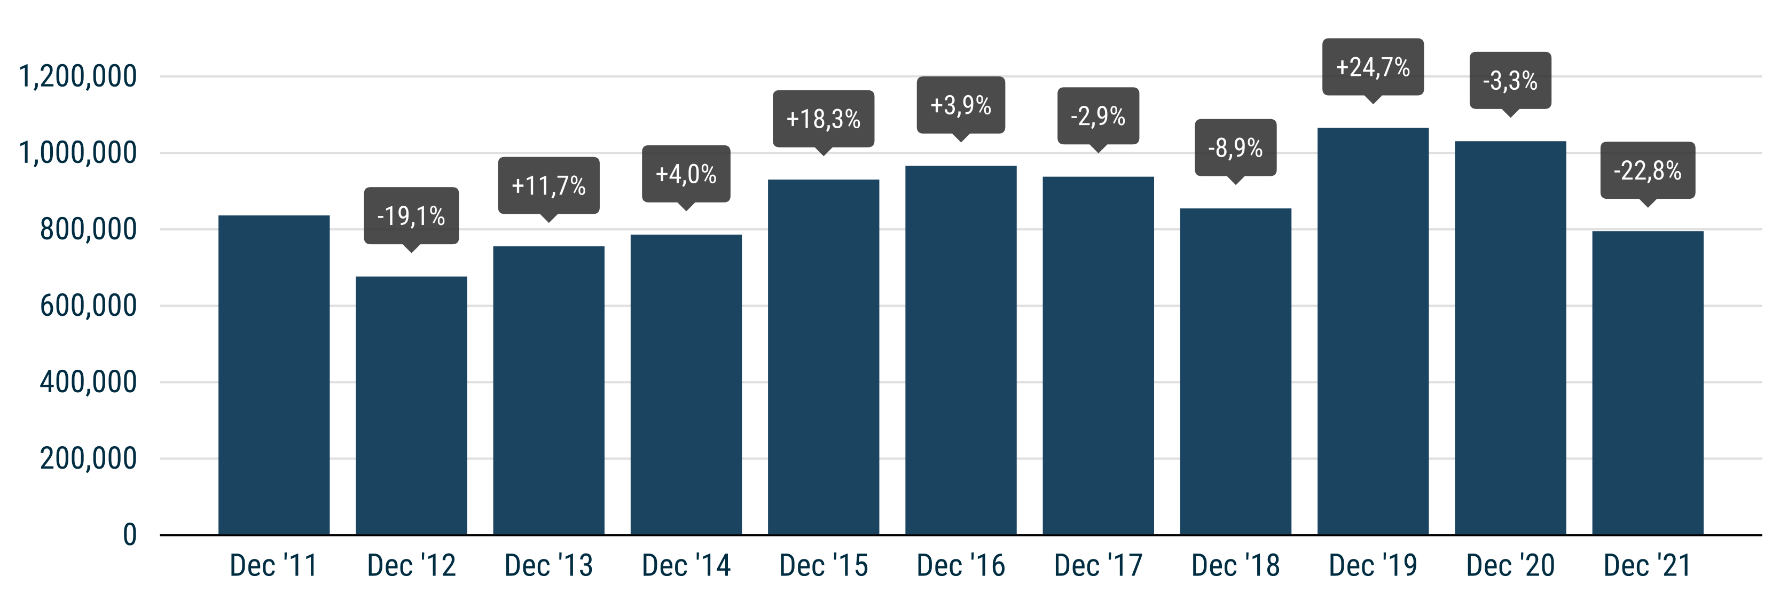 1,200,000
1,000,000
800,000
600,000
400,000
200,000
0
-19,1%
+11,7%
+4,0%
+18,3%
+3,9%
-2,9%
-8,9%
+24,7%
-3,3%
-22,8%
Dec '11
Dec '12
Dec '13
Dec '14
Dec '15
Dec '16
Dec '17
Dec '18
Dec '19
Dec '20
Dec '21